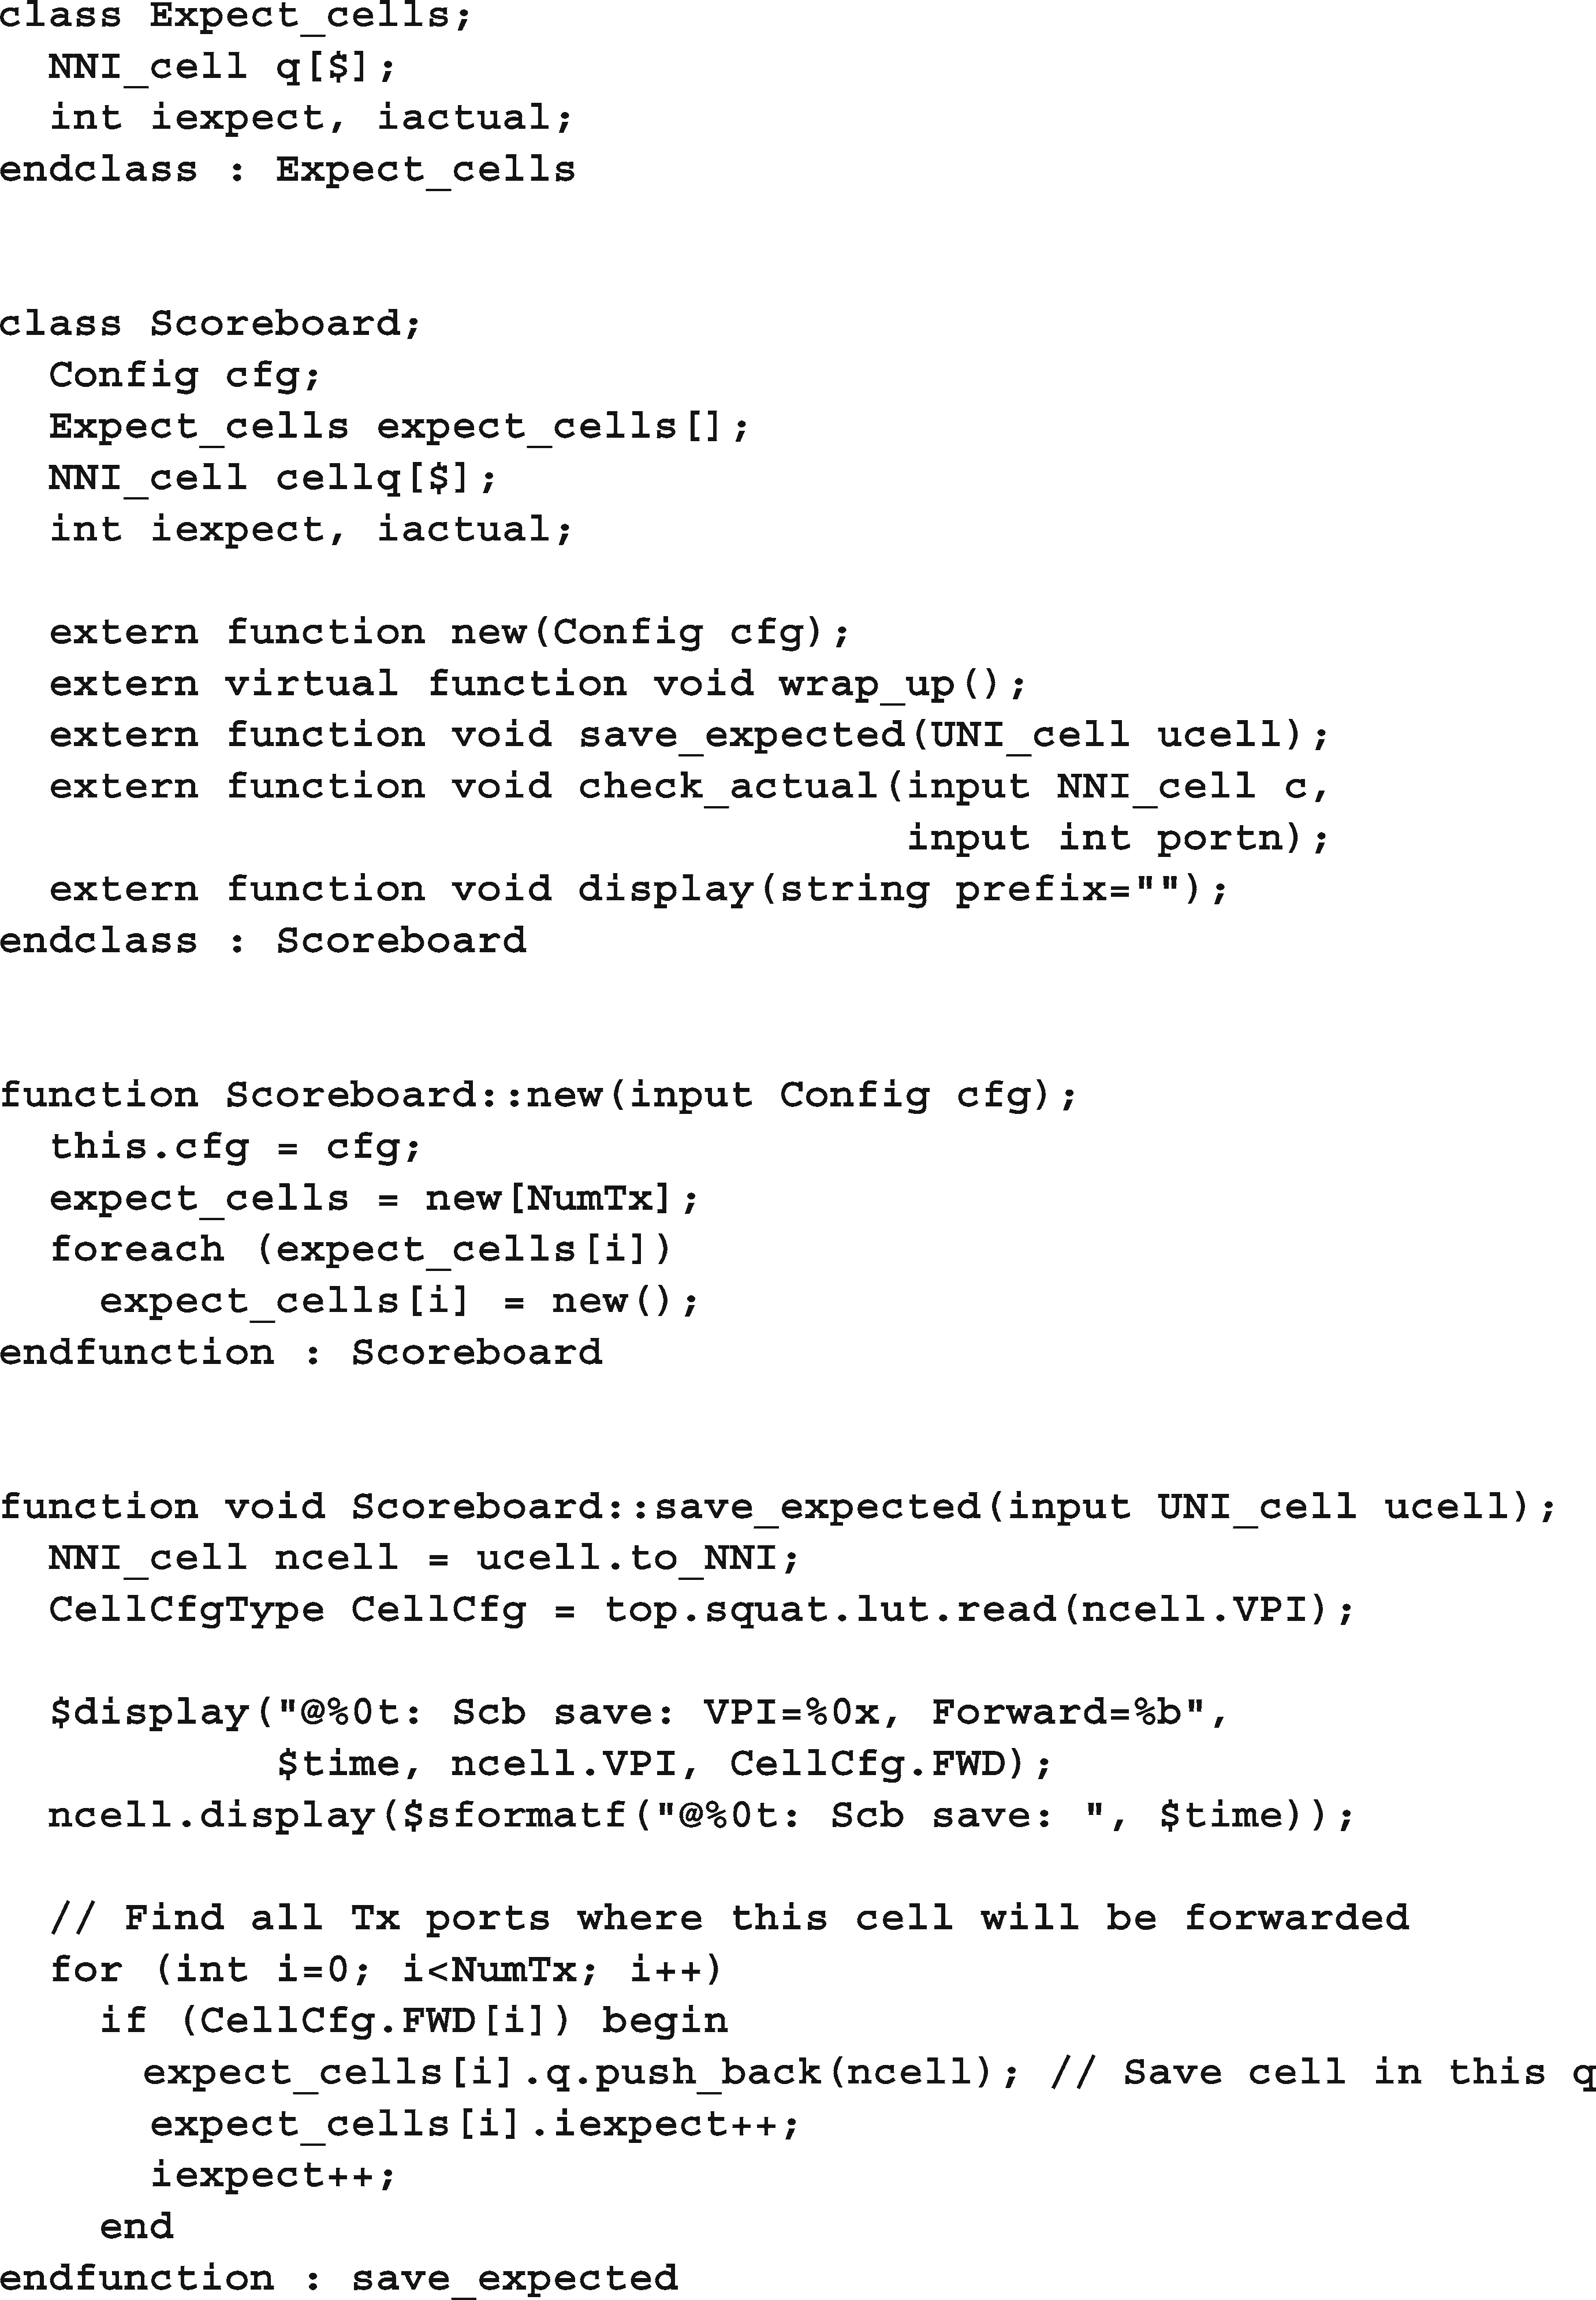 class Expect_cells;
  NNI_cell q[$];
  int iexpect, iactual;
endclass : Expect_cells

class Scoreboard;
  Config cfg;
  Expect_cells expect_cells[];
  NNI_cell cellq[$];
  int iexpect, iactual;

  extern function new(Config cfg);
  extern virtual function void wrap_up();
  extern function void save_expected(UNI_cell ucell);
  extern function void check_actual(input NNI_cell c,
                                    input int portn);
  extern function void display(string prefix="");
endclass : Scoreboard

function Scoreboard::new(input Config cfg);
  this.cfg = cfg;
  expect_cells = new[NumTx];
  foreach (expect_cells[i])
    expect_cells[i] = new();
endfunction : Scoreboard

function void Scoreboard::save_expected(input UNI_cell ucell);
  NNI_cell ncell = ucell.to_NNI;
  CellCfgType CellCfg = top.squat.lut.read(ncell.VPI);

  $display("@%0t: Scb save: VPI=%0x, Forward=%b",
           $time, ncell.VPI, CellCfg.FWD);
  ncell.display($sformatf("@%0t: Scb save: ", $time));

  // Find all Tx ports where this cell will be forwarded
  for (int i=0; i<NumTx; i++)
    if (CellCfg.FWD[i]) begin
      expect_cells[i].q.push_back(ncell); // Save cell in this q
      expect_cells[i].iexpect++;
      iexpect++;
    end
endfunction : save_expected